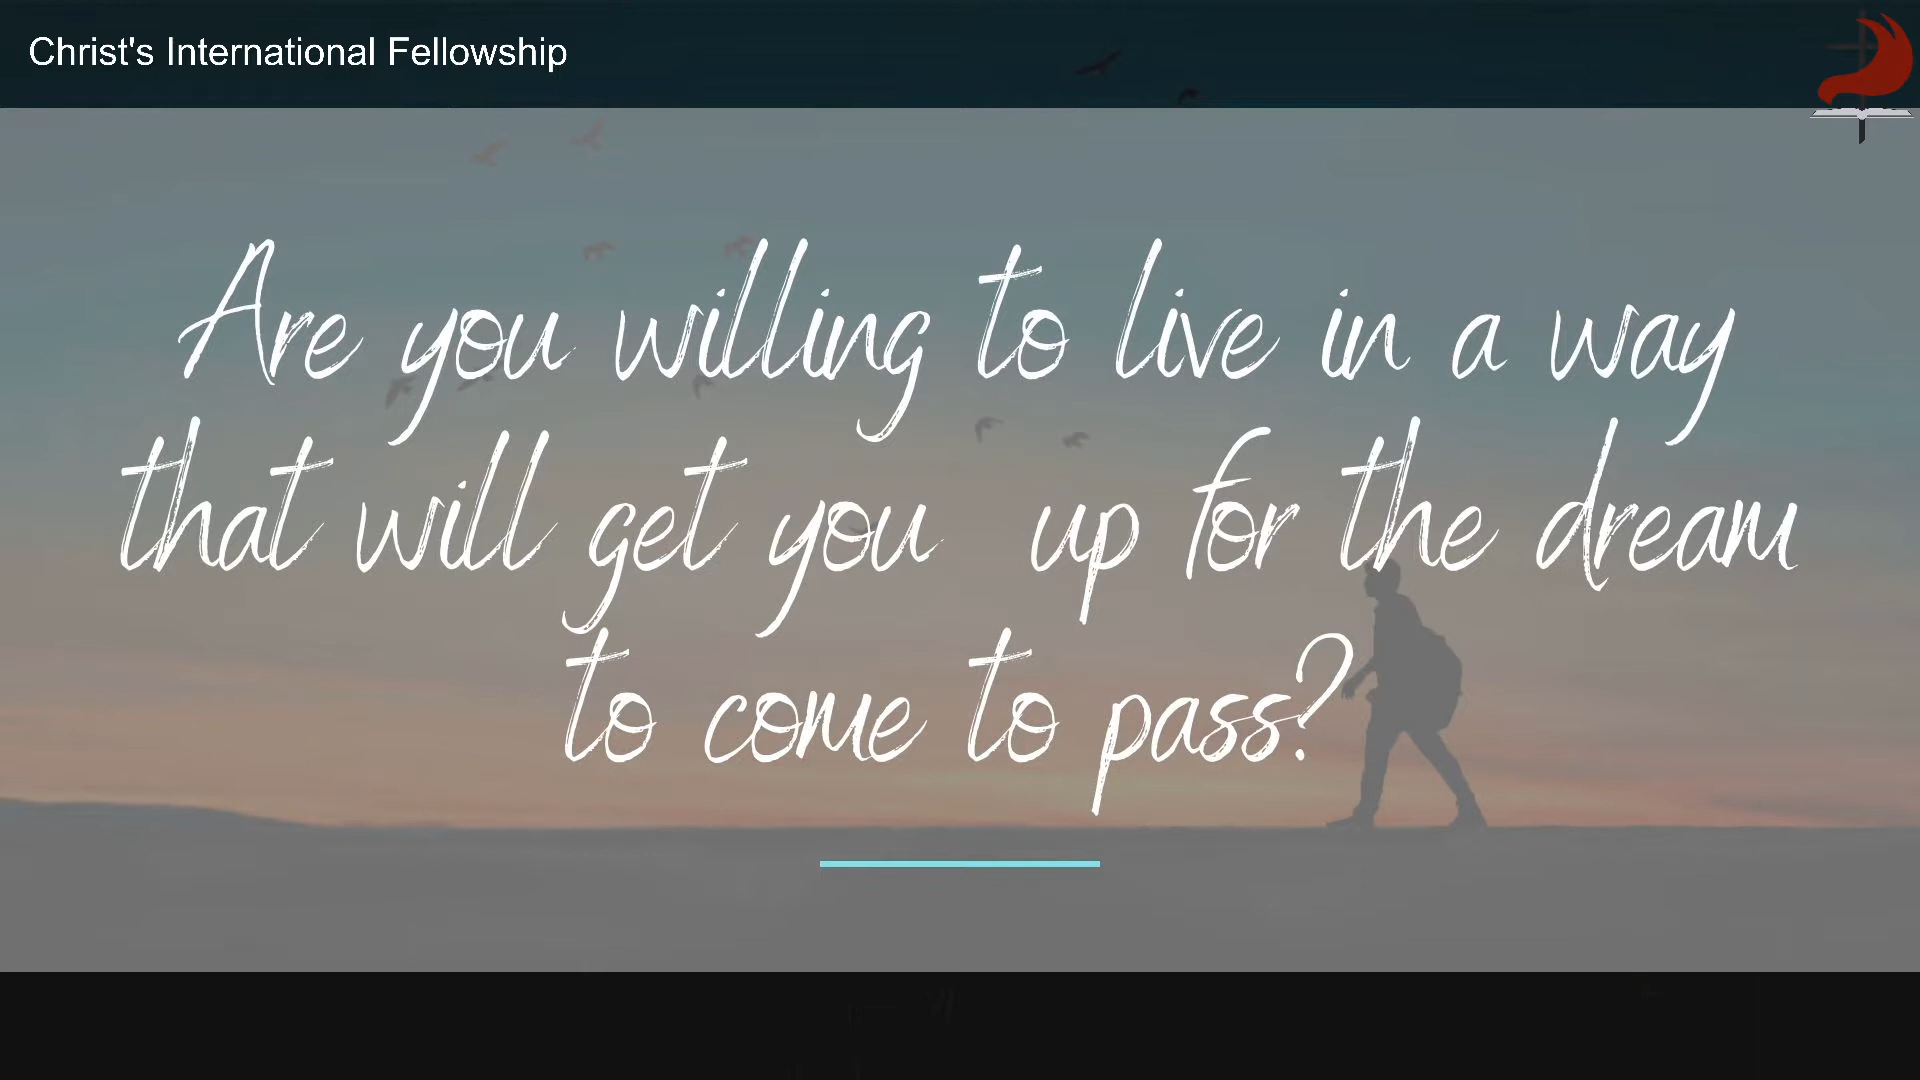 Christ's International Fellowship
Are you willing to live in a way
that will get you up for the dream
to come to pass?